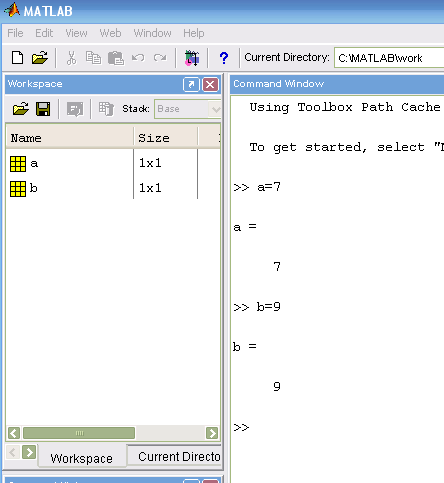 MATLAB
File Edit View Web Window Help
? Current Directory: C:\MATLAB\work
Workspace
Stack: Base
Name Size
a 1x1
b 1x1
Workspace Current Directo
Command Window
Using Toolbox Path Cache
To get started, select "
>> a=7
a =
7
>> b=9
b =
9
>>